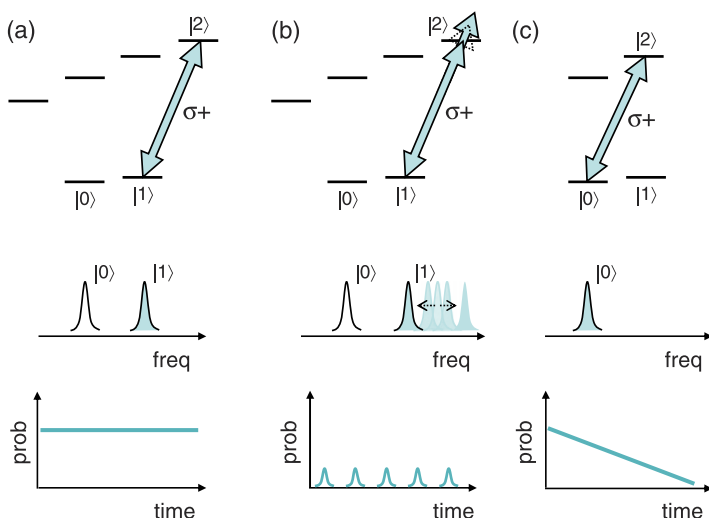 (a) |2⟩ (b) |2⟩ (c) |2⟩
σ+ σ+ σ+
|0⟩ |1⟩ |0⟩ |1⟩ |0⟩ |1⟩
|0⟩ |1⟩ |0⟩ |1⟩ |0⟩
freq freq freq
prob prob prob
time time time